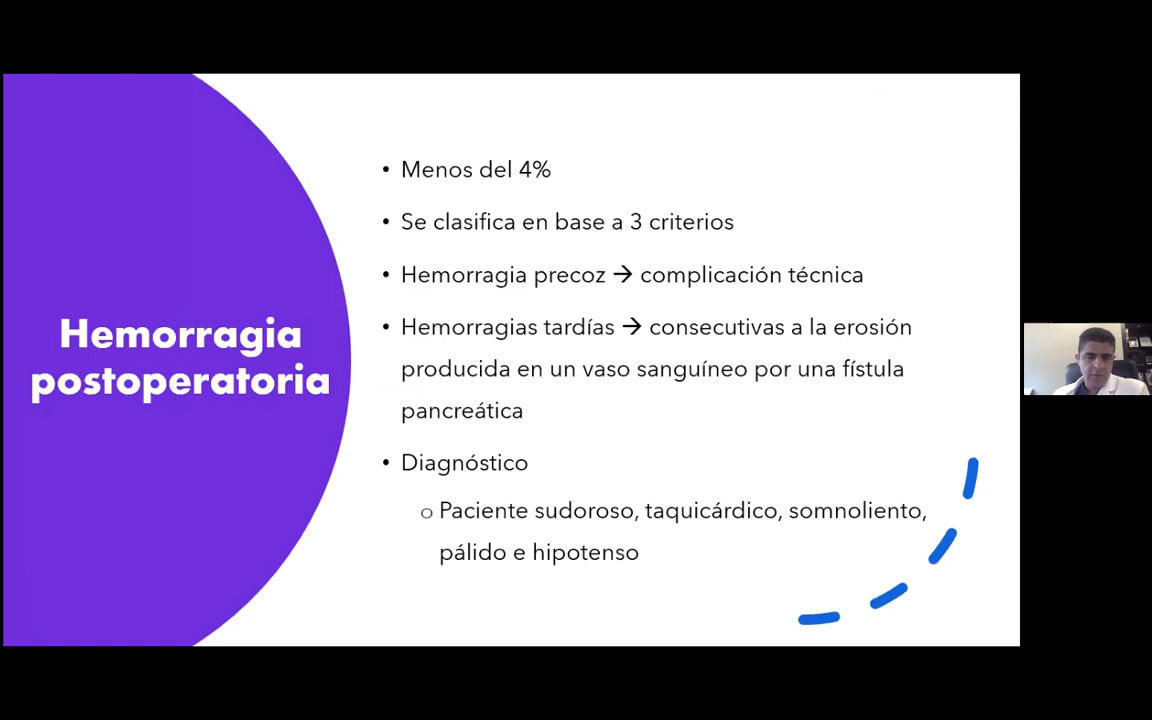 Hemorragia
postoperatoria
• Menos del 4%
• Se clasifica en base a 3 criterios
• Hemorragia precoz → complicación técnica
• Hemorragias tardías → consecutivas a la erosión
producida en un vaso sanguíneo por una fístula
pancreática
• Diagnóstico
o Paciente sudoroso, taquicárdico, somnoliento,
pálido e hipotenso